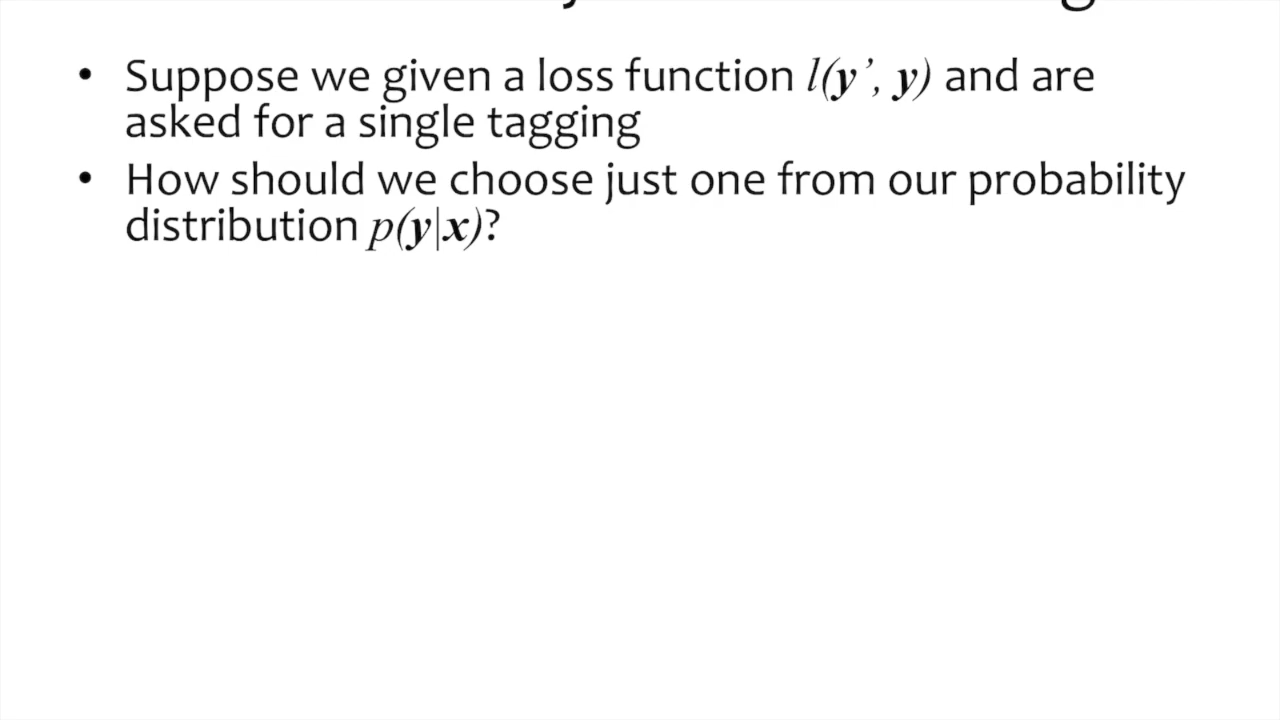 • Suppose we given a loss function l(y’, y) and are
asked for a single tagging
• How should we choose just one from our probability
distribution p(y|x)?